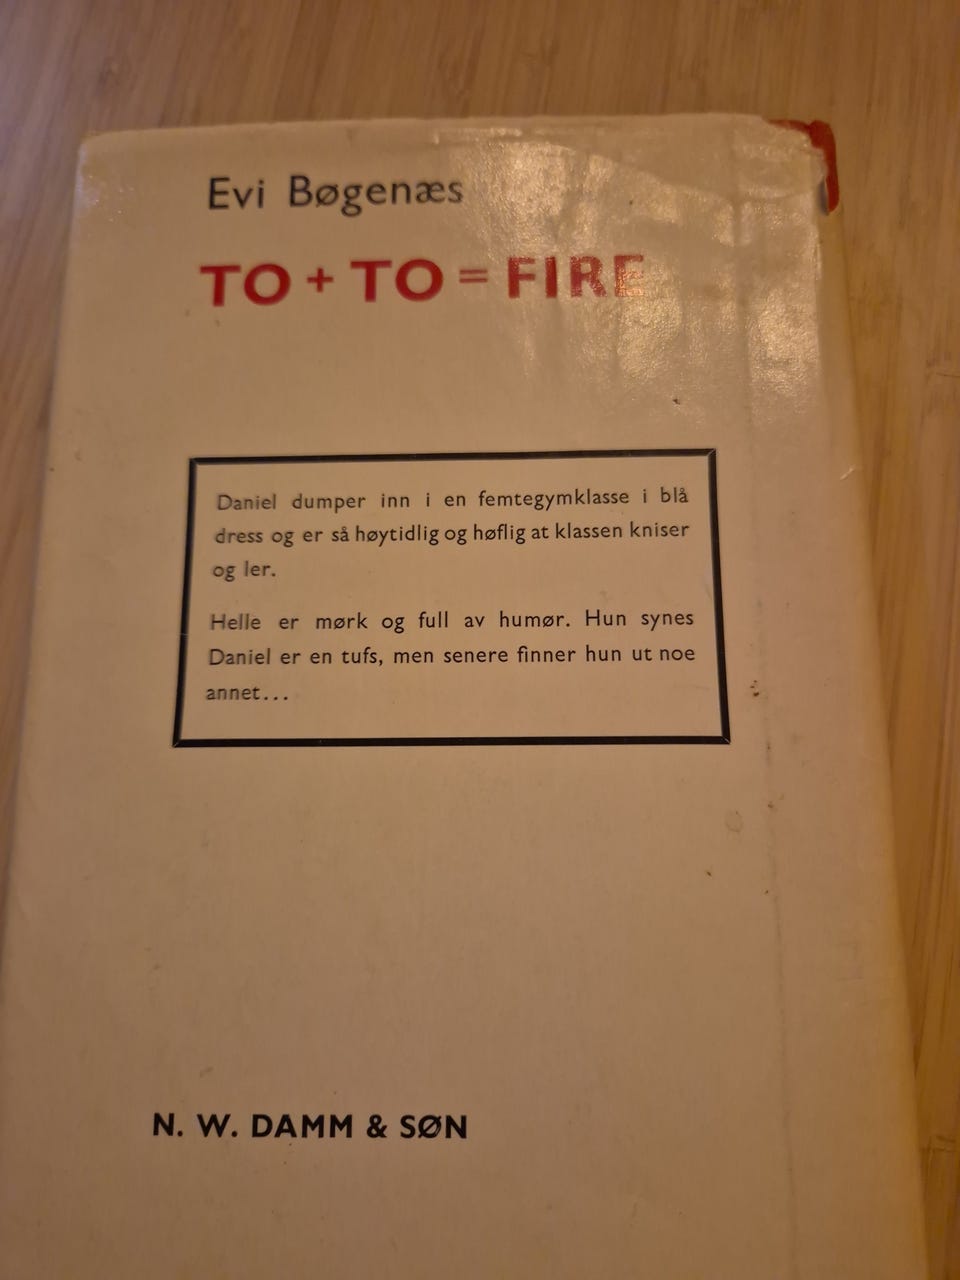 Evi Bøgenæs
TO + TO = FIRE
Daniel dumper inn i en femtegymklasse i blå
dress og er så høytidlig og høflig at klassen kniser
og ler.
Helle er mørk og full av humør. Hun synes
Daniel er en tufs, men senere finner hun ut noe
annet...
N. W. DAMM & SØN